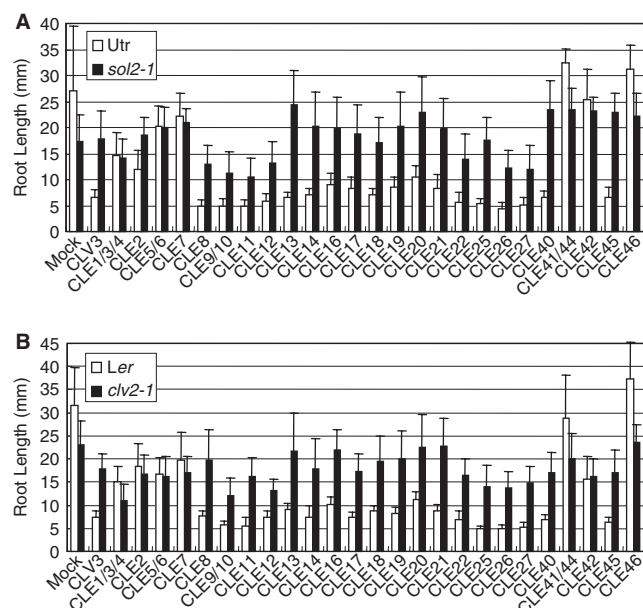 A
Utr
sol2-1
Root Length (mm)
40
35
30
25
20
15
10
5
0
Mock
CLV3
CLE1/3/4
CLE2
CLE5/6
CLE7
CLE8
CLE9/10
CLE11
CLE12
CLE13
CLE14
CLE16
CLE17
CLE18
CLE19
CLE20
CLE21
CLE22
CLE25
CLE26
CLE27
CLE40
CLE41/44
CLE42
CLE45
CLE46
B
Ler
clv2-1
Root Length (mm)
45
40
35
30
25
20
15
10
5
0
Mock
CLV3
CLE1/3/4
CLE2
CLE5/6
CLE7
CLE8
CLE9/10
CLE11
CLE12
CLE13
CLE14
CLE16
CLE17
CLE18
CLE19
CLE20
CLE21
CLE22
CLE25
CLE26
CLE27
CLE40
CLE41/44
CLE42
CLE45
CLE46